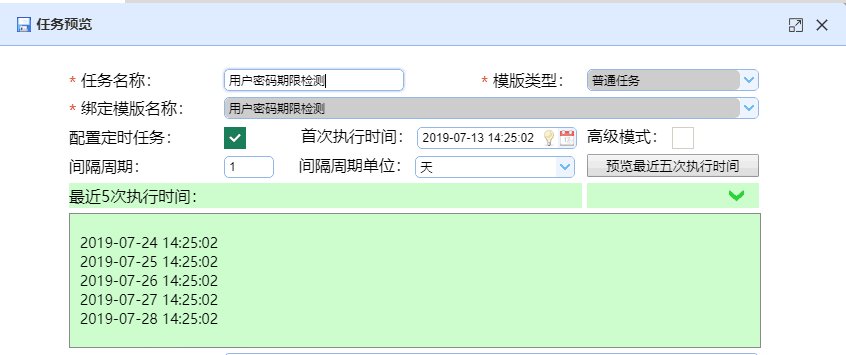 任务预览
* 任务名称： 用户密码期限检测 * 模版类型： 普通任务
* 绑定模版名称： 用户密码期限检测
配置定时任务： 首次执行时间： 2019-07-13 14:25:02 高级模式：
间隔周期： 1 间隔周期单位： 天 预览最近五次执行时间
最近5次执行时间：
2019-07-24 14:25:02
2019-07-25 14:25:02
2019-07-26 14:25:02
2019-07-27 14:25:02
2019-07-28 14:25:02